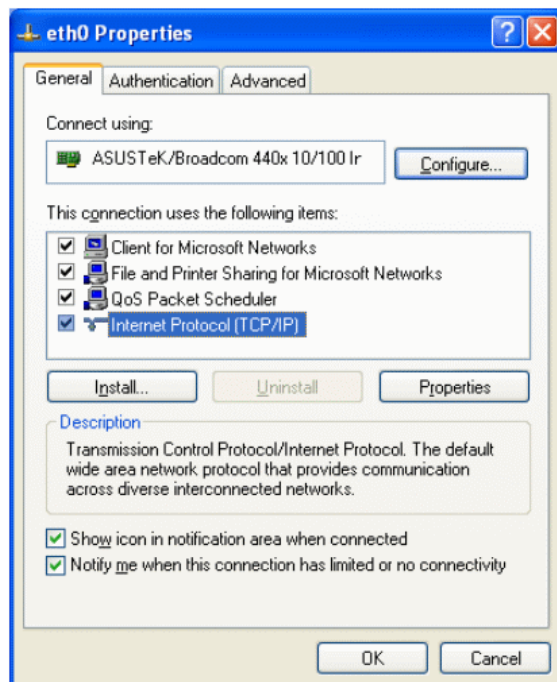 eth0 Properties
General Authentication Advanced
Connect using:
ASUSTeK/Broadcom 440x 10/100 Ir
Configure...
This connection uses the following items:
Client for Microsoft Networks
File and Printer Sharing for Microsoft Networks
QoS Packet Scheduler
Internet Protocol (TCP/IP)
Install... Uninstall Properties
Description
Transmission Control Protocol/Internet Protocol. The default
wide area network protocol that provides communication
across diverse interconnected networks.
Show icon in notification area when connected
Notify me when this connection has limited or no connectivity
OK Cancel